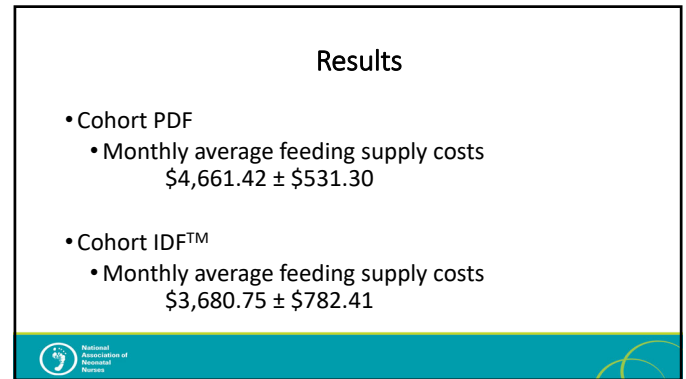 Results
• Cohort PDF
• Monthly average feeding supply costs
$4,661.42 ± $531.30
• Cohort IDF™
• Monthly average feeding supply costs
$3,680.75 ± $782.41
National
Association of
Neonatal
Nurses